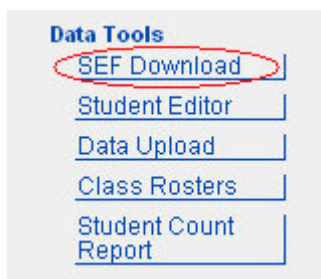 Data Tools
SEF Download
Student Editor
Data Upload
Class Rosters
Student Count
Report